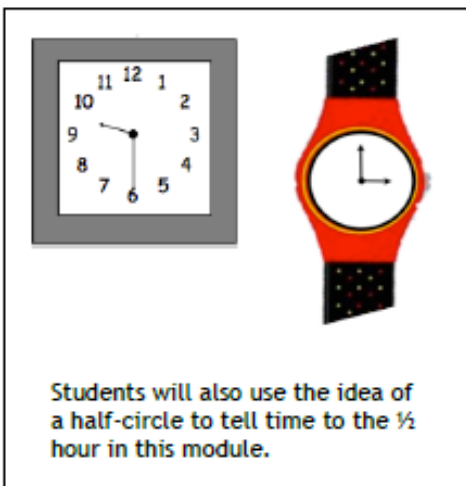 12
11 1
10 2
9 3
8 4
7 5
6
Students will also use the idea of
a half-circle to tell time to the ½
hour in this module.